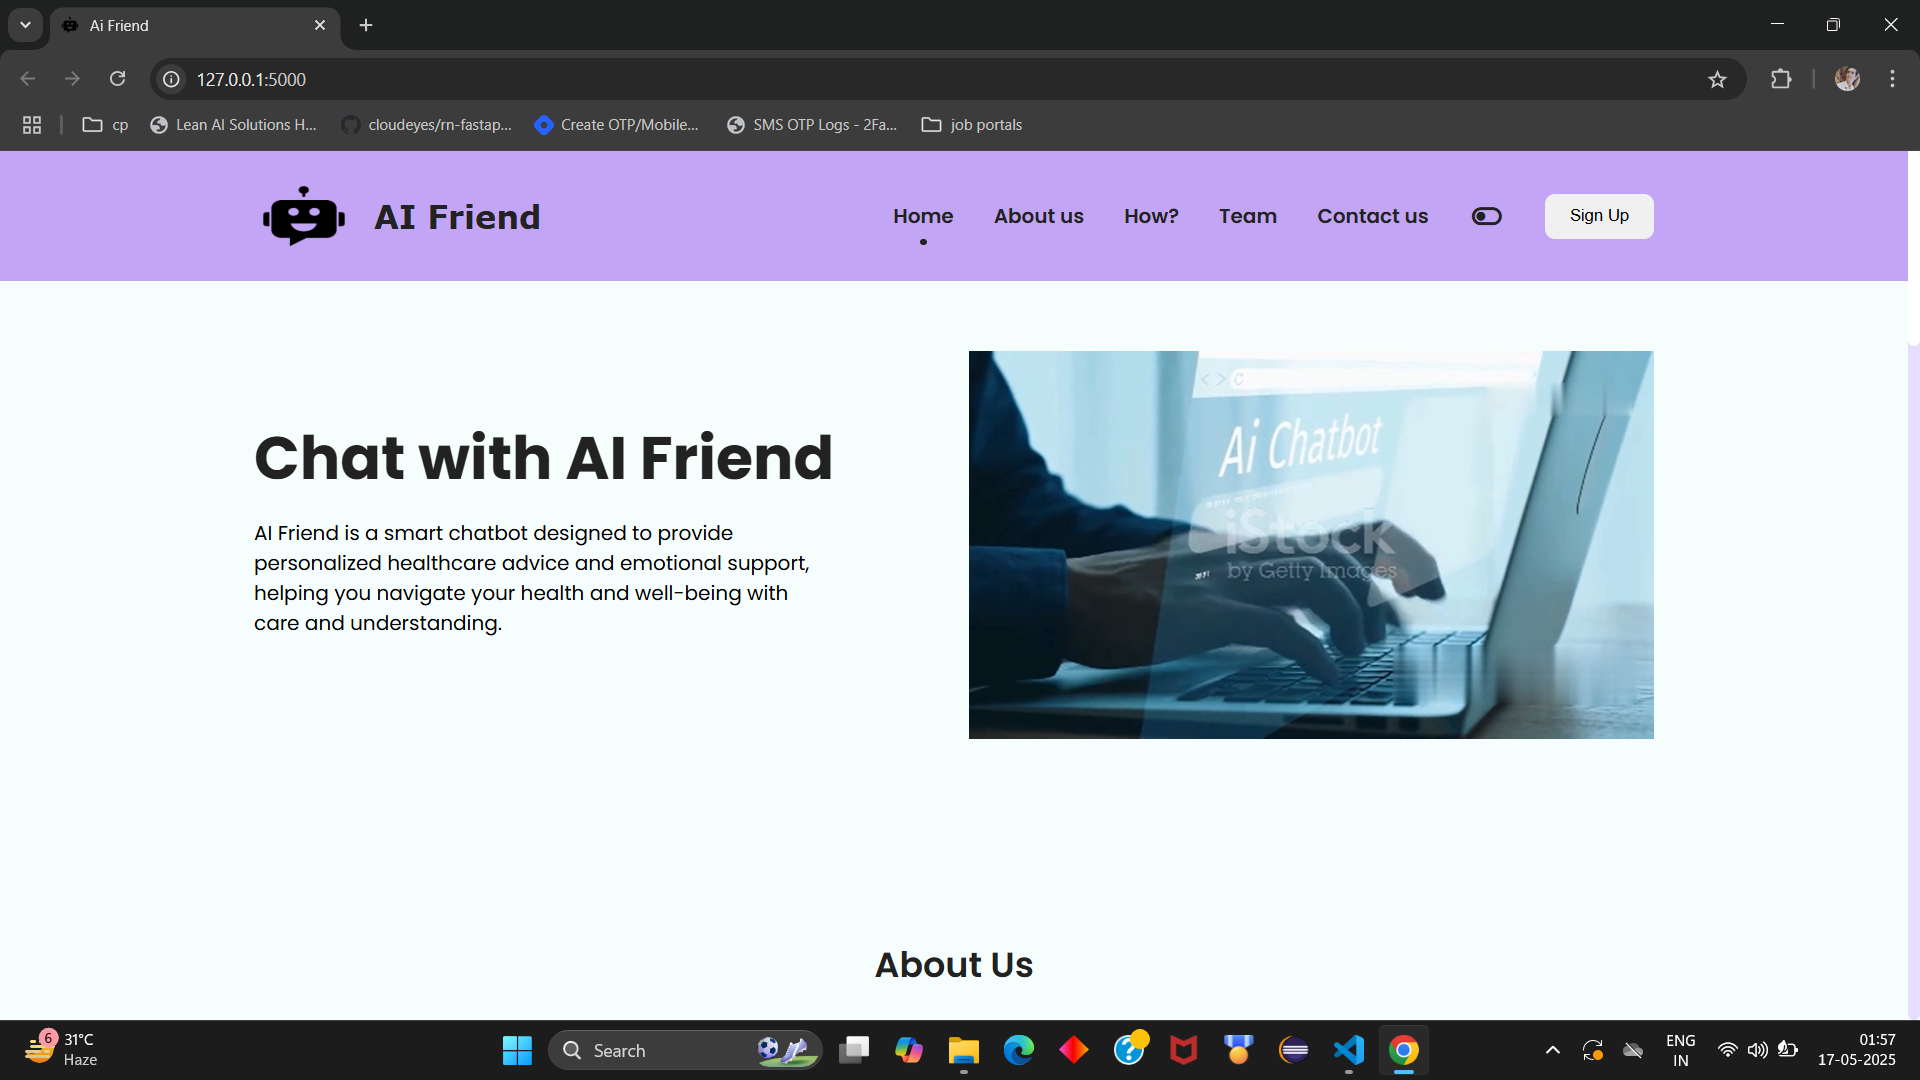 Ai Friend
127.0.0.1:5000
cp
Lean AI Solutions H...
cloudeyes/rn-fastap...
Create OTP/Mobile...
SMS OTP Logs - 2Fa...
job portals
AI Friend
Home
About us
How?
Team
Contact us
Sign Up
Chat with AI Friend
AI Friend is a smart chatbot designed to provide
personalized healthcare advice and emotional support,
helping you navigate your health and well-being with
care and understanding.
Ai Chatbot
iStock
by Getty Images
About Us
6
31°C
Haze
Search
ENG
IN
01:57
17-05-2025